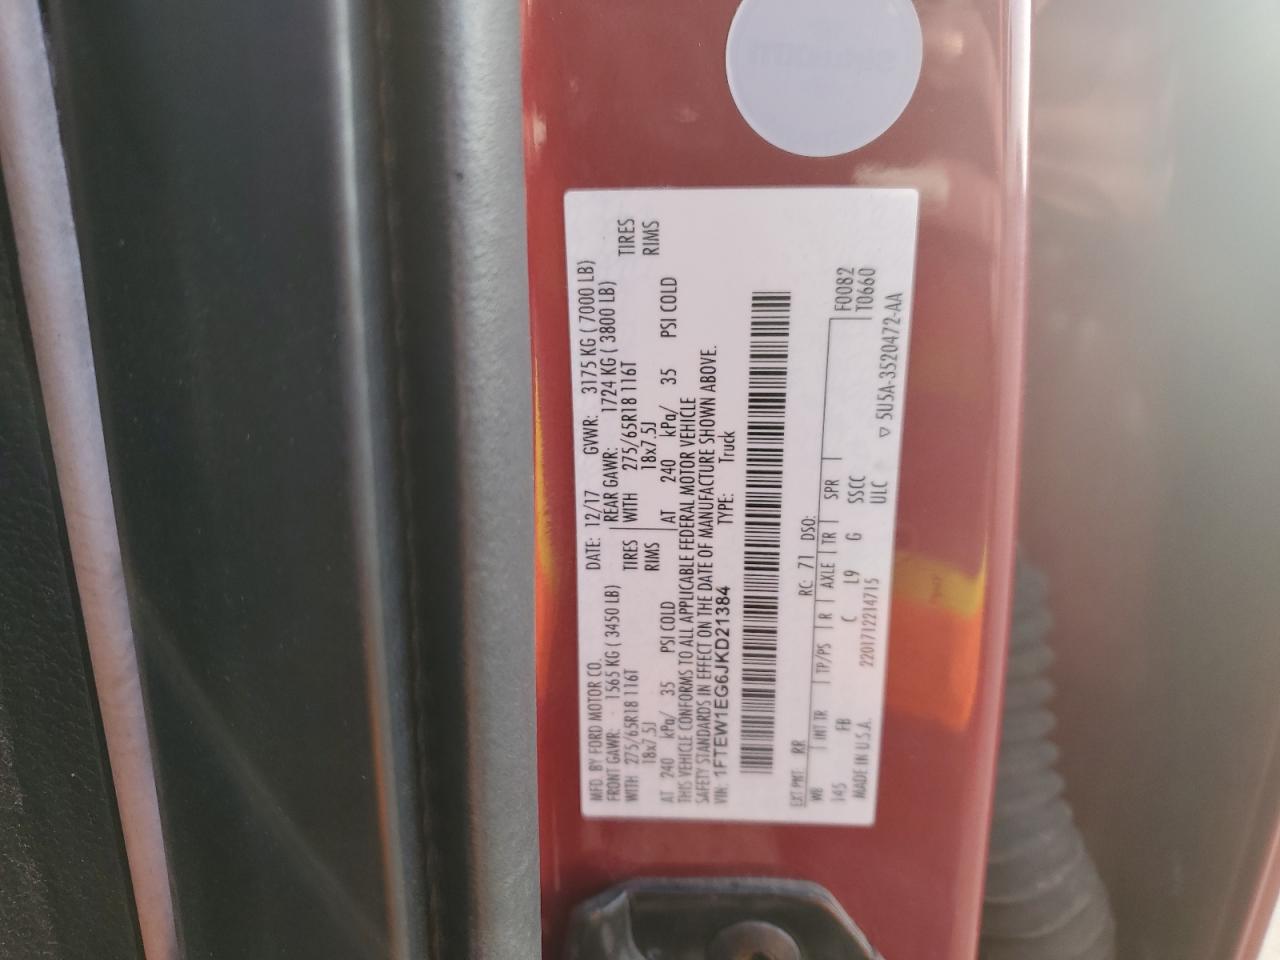 MFD. BY FORD MOTOR CO.
DATE: 12/17 GVWR: 3175 KG ( 7000 LB)
FRONT GAWR: 1565 KG ( 3450 LB) REAR GAWR: 1724 KG ( 3800 LB)
WITH 275/65R18 116T TIRES WITH 275/65R18 116T TIRES
18x7.5J RIMS 18x7.5J RIMS
AT 240 kPa/ 35 PSI COLD AT 240 kPa/ 35 PSI COLD
THIS VEHICLE CONFORMS TO ALL APPLICABLE FEDERAL MOTOR VEHICLE
SAFETY STANDARDS IN EFFECT ON THE DATE OF MANUFACTURE SHOWN ABOVE.
VIN: 1FTEW1EG6JKD21384 TYPE: Truck
EXT PNT: RR RC: 71 DSO:
WB INT TR TP/PS R AXLE TR SPR F0082
145 FB C L9 G SSCC T0660
MADE IN U.S.A. 2201712214715 ULC ▽ 5U5A-3520472-AA